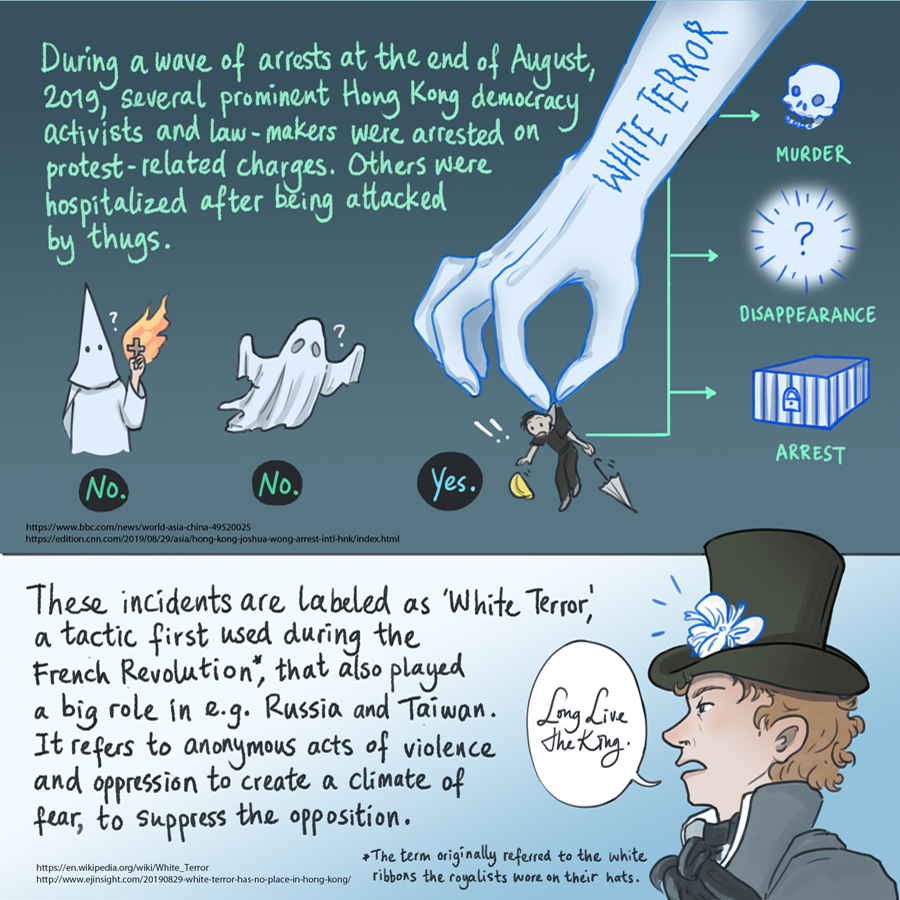 During a wave of arrests at the end of August,
2019, several prominent Hong Kong democracy
activists and law-makers were arrested on
protest-related charges. Others were
hospitalized after being attacked
by thugs.
WHITE TERROR
MURDER
?
DISAPPEARANCE
ARREST
?
?
!!
No.
No.
Yes.
https://www.bbc.com/news/world-asia-china-49520025
https://edition.cnn.com/2019/08/29/asia/hong-kong-joshua-wong-arrest-intl-hnk/index.html
These incidents are labeled as 'White Terror',
a tactic first used during the
French Revolution*, that also played
a big role in e.g. Russia and Taiwan.
It refers to anonymous acts of violence
and oppression to create a climate of
fear, to suppress the opposition.
Long Live
the King.
https://en.wikipedia.org/wiki/White_Terror
http://www.ejinsight.com/20190829-white-terror-has-no-place-in-hong-kong/
*The term originally referred to the white
ribbons the royalists wore on their hats.